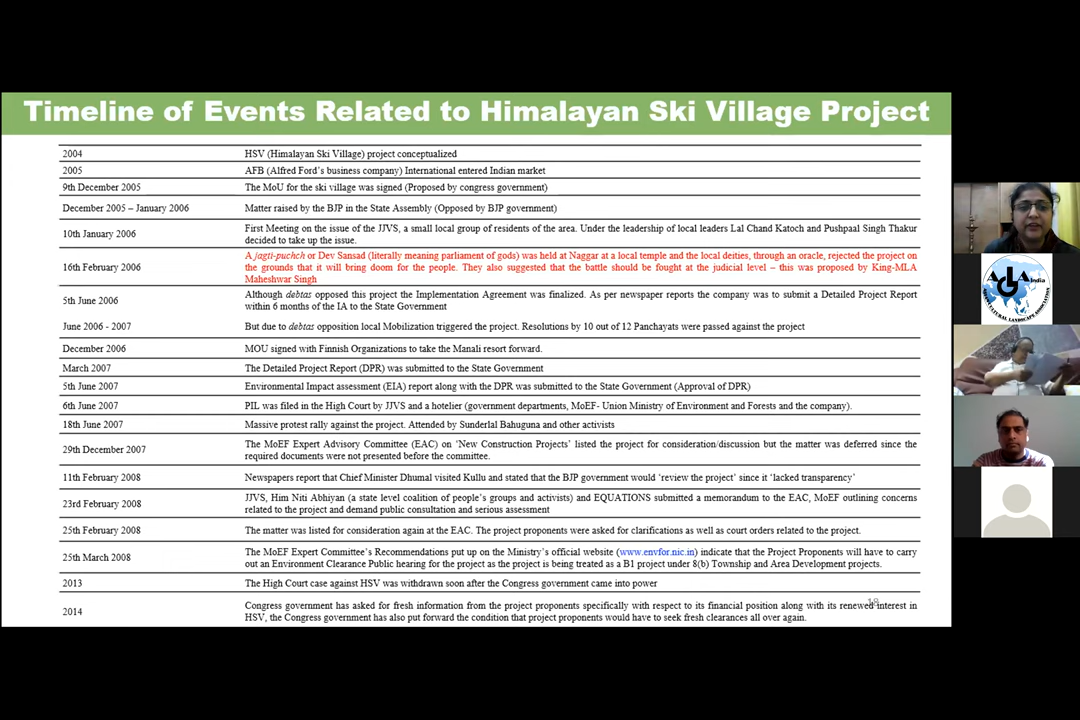 Timeline of Events Related to Himalayan Ski Village Project
2004 HSV (Himalayan Ski Village) project conceptualized
2005 AFB (Alfred Ford's business company) International entered Indian market
9th December 2005 The MoU for the ski village was signed (Proposed by congress government)
December 2005 – January 2006 Matter raised by the BJP in the State Assembly (Opposed by BJP government)
10th January 2006 First Meeting on the issue of the JJVS, a small local group of residents of the area. Under the leadership of local leaders Lal Chand Katoch and Pushpaal Singh Thakur
decided to take up the issue.
16th February 2006 A jagti-puchch or Dev Sansad (literally meaning parliament of gods) was held at Naggar at a local temple and the local deities, through an oracle, rejected the project on
the grounds that it will bring doom for the people. They also suggested that the battle should be fought at the judicial level – this was proposed by King-MLA
Maheshwar Singh
5th June 2006 Although debtas opposed this project the Implementation Agreement was finalized. As per newspaper reports the company was to submit a Detailed Project Report
within 6 months of the IA to the State Government
June 2006 - 2007 But due to debtas opposition local Mobilization triggered the project. Resolutions by 10 out of 12 Panchayats were passed against the project
December 2006 MOU signed with Finnish Organizations to take the Manali resort forward.
March 2007 The Detailed Project Report (DPR) was submitted to the State Government
5th June 2007 Environmental Impact assessment (EIA) report along with the DPR was submitted to the State Government (Approval of DPR)
6th June 2007 PIL was filed in the High Court by JJVS and a hotelier (government departments, MoEF- Union Ministry of Environment and Forests and the company).
18th June 2007 Massive protest rally against the project. Attended by Sunderlal Bahuguna and other activists
29th December 2007 The MoEF Expert Advisory Committee (EAC) on 'New Construction Projects' listed the project for consideration/discussion but the matter was deferred since the
required documents were not presented before the committee.
11th February 2008 Newspapers report that Chief Minister Dhumal visited Kullu and stated that the BJP government would 'review the project' since it 'lacked transparency'
23rd February 2008 JJVS, Him Niti Abhiyan (a state level coalition of people's groups and activists) and EQUATIONS submitted a memorandum to the EAC, MoEF outlining concerns
related to the project and demand public consultation and serious assessment
25th February 2008 The matter was listed for consideration again at the EAC. The project proponents were asked for clarifications as well as court orders related to the project.
25th March 2008 The MoEF Expert Committee's Recommendations put up on the Ministry's official website (www.envfor.nic.in) indicate that the Project Proponents will have to carry
out an Environment Clearance Public hearing for the project as the project is being treated as a B1 project under 8(b) Township and Area Development projects.
2013 The High Court case against HSV was withdrawn soon after the Congress government came into power
2014 Congress government has asked for fresh information from the project proponents specifically with respect to its financial position along with its renewed interest in
HSV, the Congress government has also put forward the condition that project proponents would have to seek fresh clearances all over again.
India